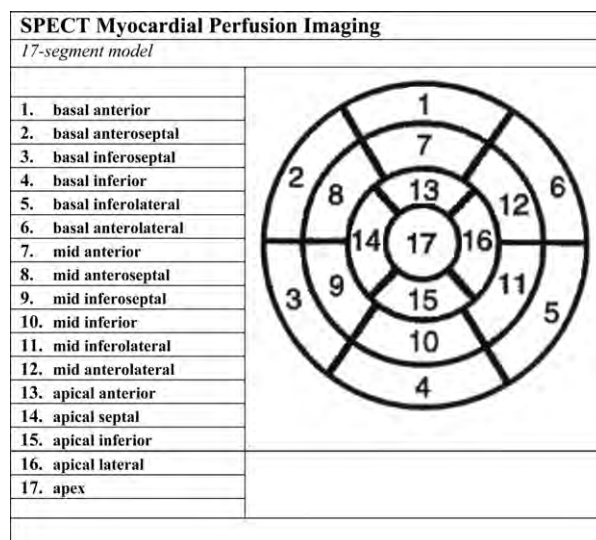 SPECT Myocardial Perfusion Imaging
17-segment model
1. basal anterior
2. basal anteroseptal
3. basal inferoseptal
4. basal inferior
5. basal inferolateral
6. basal anterolateral
7. mid anterior
8. mid anteroseptal
9. mid inferoseptal
10. mid inferior
11. mid inferolateral
12. mid anterolateral
13. apical anterior
14. apical septal
15. apical inferior
16. apical lateral
17. apex
1
7
2
8
13
12
6
14
17
16
3
9
15
11
5
10
4